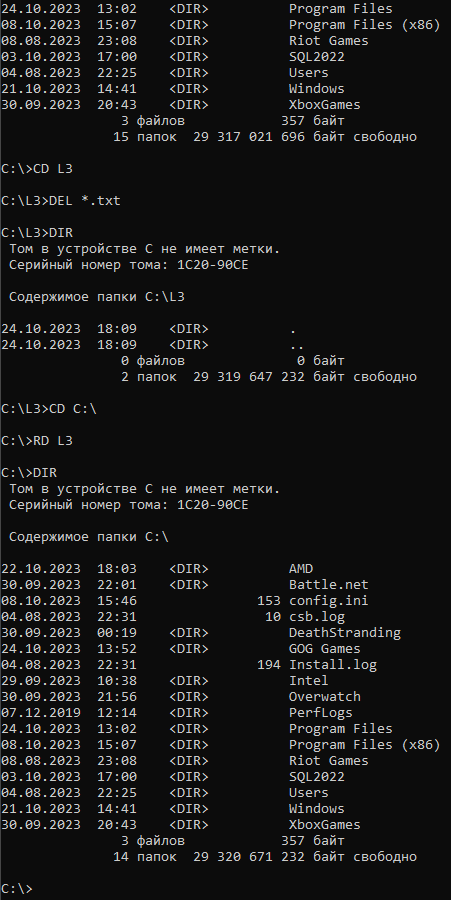 24.10.2023  13:02    <DIR>          Program Files
08.10.2023  15:07    <DIR>          Program Files (x86)
08.08.2023  23:08    <DIR>          Riot Games
03.10.2023  17:00    <DIR>          SQL2022
04.08.2023  22:25    <DIR>          Users
21.10.2023  14:41    <DIR>          Windows
30.09.2023  20:43    <DIR>          XboxGames
               3 файлов            357 байт
              15 папок  29 317 021 696 байт свободно
C:\>CD L3
C:\L3>DEL *.txt
C:\L3>DIR
 Том в устройстве C не имеет метки.
 Серийный номер тома: 1C20-90CE
 Содержимое папки C:\L3
24.10.2023  18:09    <DIR>          .
24.10.2023  18:09    <DIR>          ..
               0 файлов              0 байт
               2 папок  29 319 647 232 байт свободно
C:\L3>CD C:\
C:\>RD L3
C:\>DIR
 Том в устройстве C не имеет метки.
 Серийный номер тома: 1C20-90CE
 Содержимое папки C:\
22.10.2023  18:03    <DIR>          AMD
30.09.2023  22:01    <DIR>          Battle.net
08.10.2023  15:46               153 config.ini
04.08.2023  22:31                10 csb.log
30.09.2023  00:19    <DIR>          DeathStranding
24.10.2023  13:52    <DIR>          GOG Games
04.08.2023  22:31               194 Install.log
29.09.2023  10:38    <DIR>          Intel
30.09.2023  21:56    <DIR>          Overwatch
07.12.2019  12:14    <DIR>          PerfLogs
24.10.2023  13:02    <DIR>          Program Files
08.10.2023  15:07    <DIR>          Program Files (x86)
08.08.2023  23:08    <DIR>          Riot Games
03.10.2023  17:00    <DIR>          SQL2022
04.08.2023  22:25    <DIR>          Users
21.10.2023  14:41    <DIR>          Windows
30.09.2023  20:43    <DIR>          XboxGames
               3 файлов            357 байт
              14 папок  29 320 671 232 байт свободно
C:\>